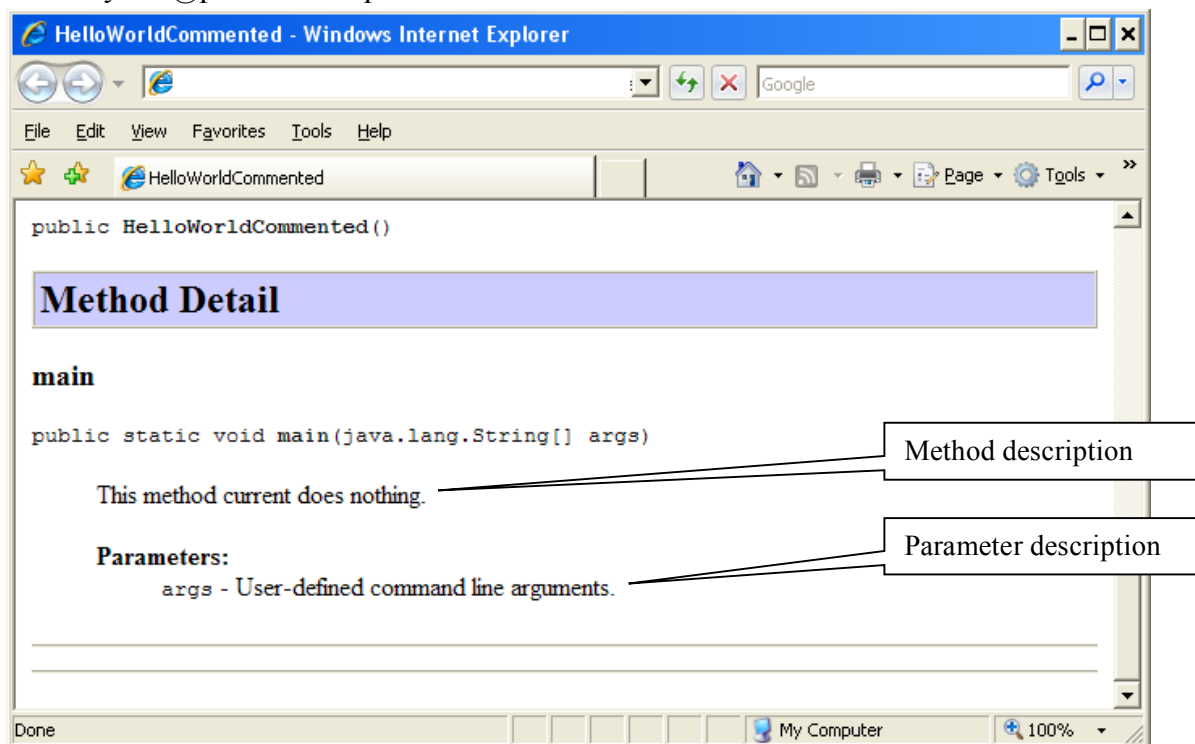 HelloWorldCommented - Windows Internet Explorer
Google
File Edit View Favorites Tools Help
HelloWorldCommented
Page Tools »
public HelloWorldCommented()
Method Detail
main
public static void main(java.lang.String[] args)
Method description
This method current does nothing.
Parameters:
Parameter description
args - User-defined command line arguments.
Done My Computer 100%